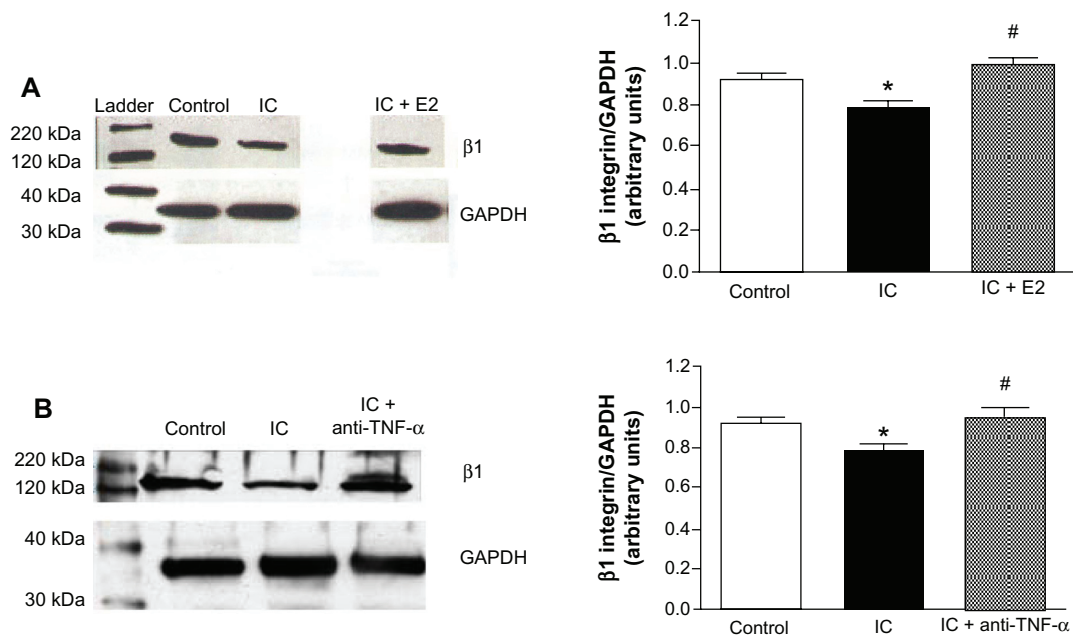 A
Ladder Control IC IC + E2
220 kDa
120 kDa
β1
40 kDa
30 kDa
GAPDH
β1 integrin/GAPDH
(arbitrary units)
1.2
1.0
0.8
0.6
0.4
0.2
0.0
*
#
Control IC IC + E2
B
Control IC IC +
anti-TNF-α
220 kDa
120 kDa
β1
40 kDa
30 kDa
GAPDH
β1 integrin/GAPDH
(arbitrary units)
1.2
1.0
0.8
0.6
0.4
0.2
0.0
*
#
Control IC IC + anti-TNF-α